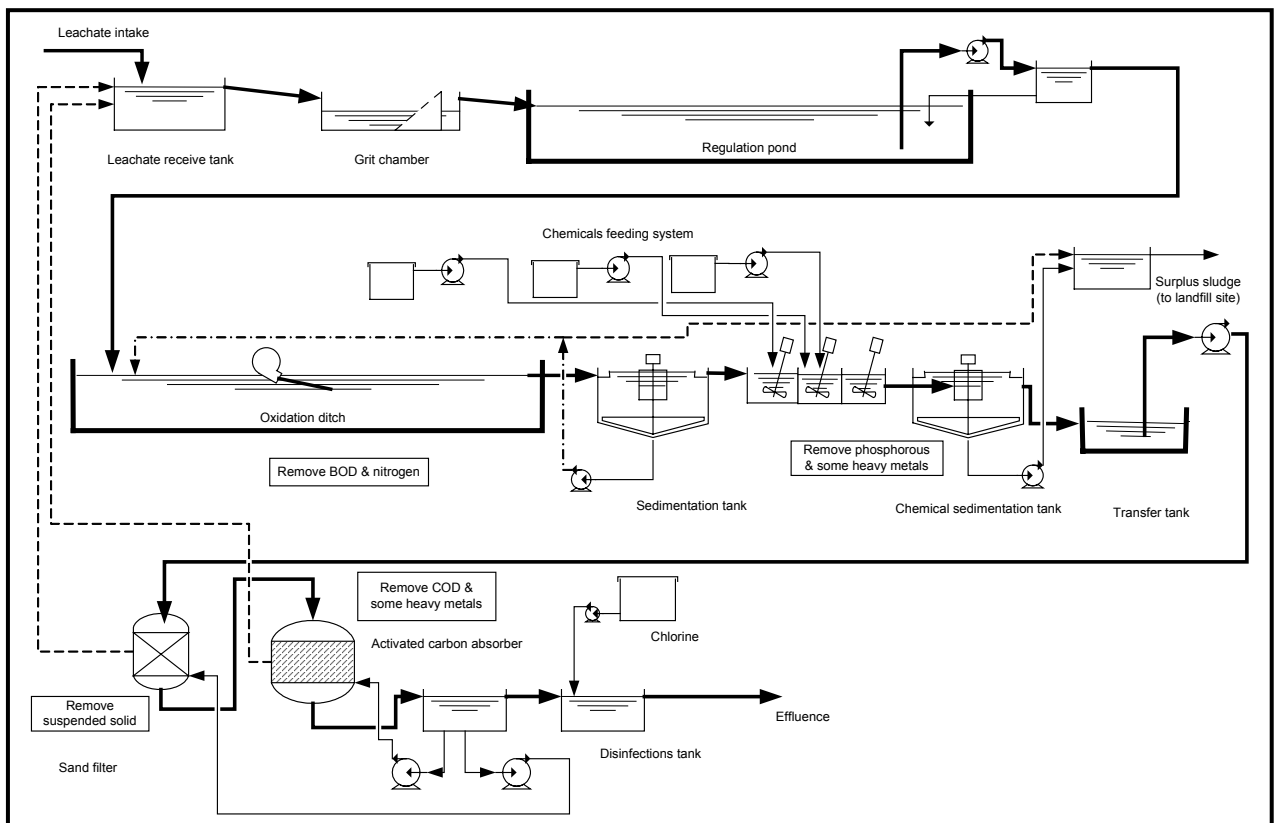 Leachate intake
Leachate receive tank
Grit chamber
Regulation pond
Chemicals feeding system
Surplus sludge
(to landfill site)
Oxidation ditch
Remove BOD & nitrogen
Remove phosphorous
& some heavy metals
Sedimentation tank
Chemical sedimentation tank
Transfer tank
Remove COD &
some heavy metals
Activated carbon absorber
Chlorine
Remove
suspended solid
Effluence
Disinfections tank
Sand filter